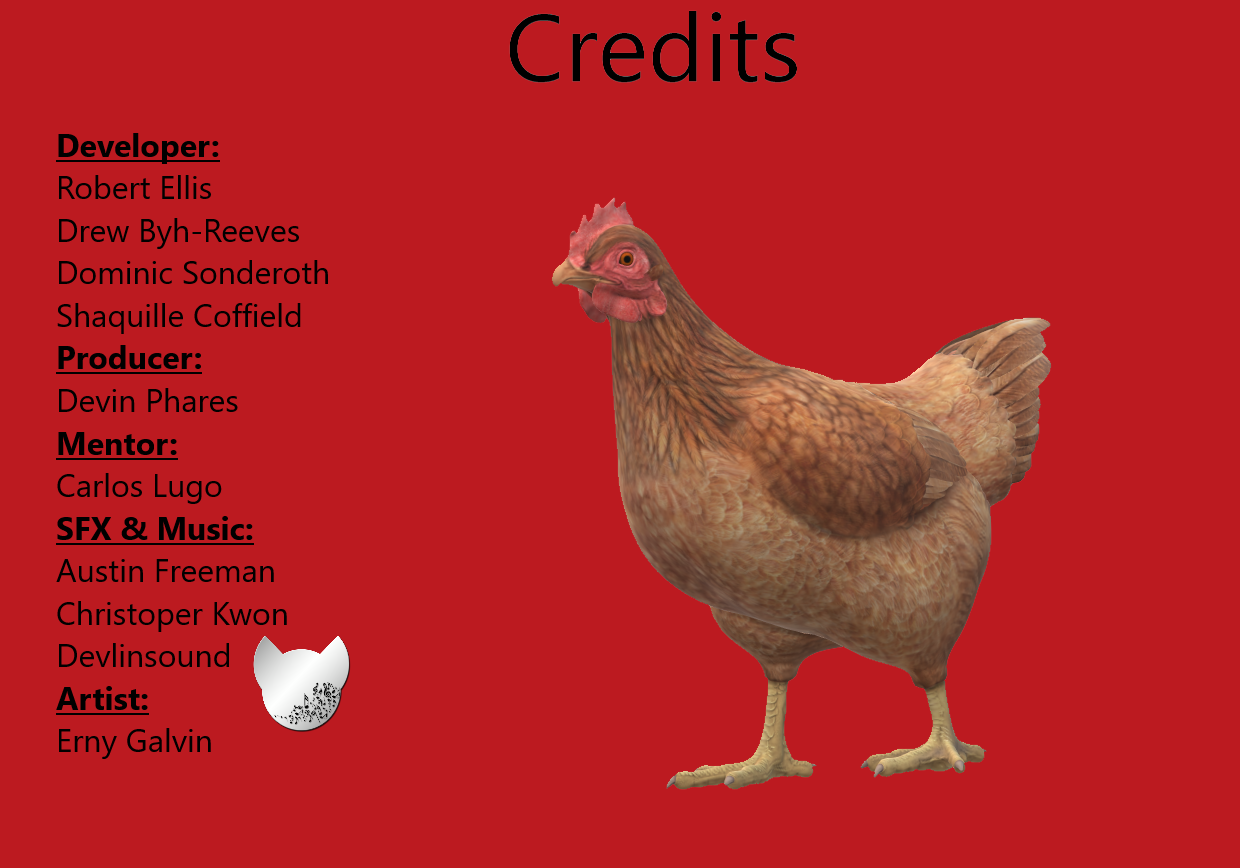 Credits
Developer:
Robert Ellis
Drew Byh-Reeves
Dominic Sonderoth
Shaquille Coffield
Producer:
Devin Phares
Mentor:
Carlos Lugo
SFX & Music:
Austin Freeman
Christoper Kwon
Devlinsound
Artist:
Erny Galvin